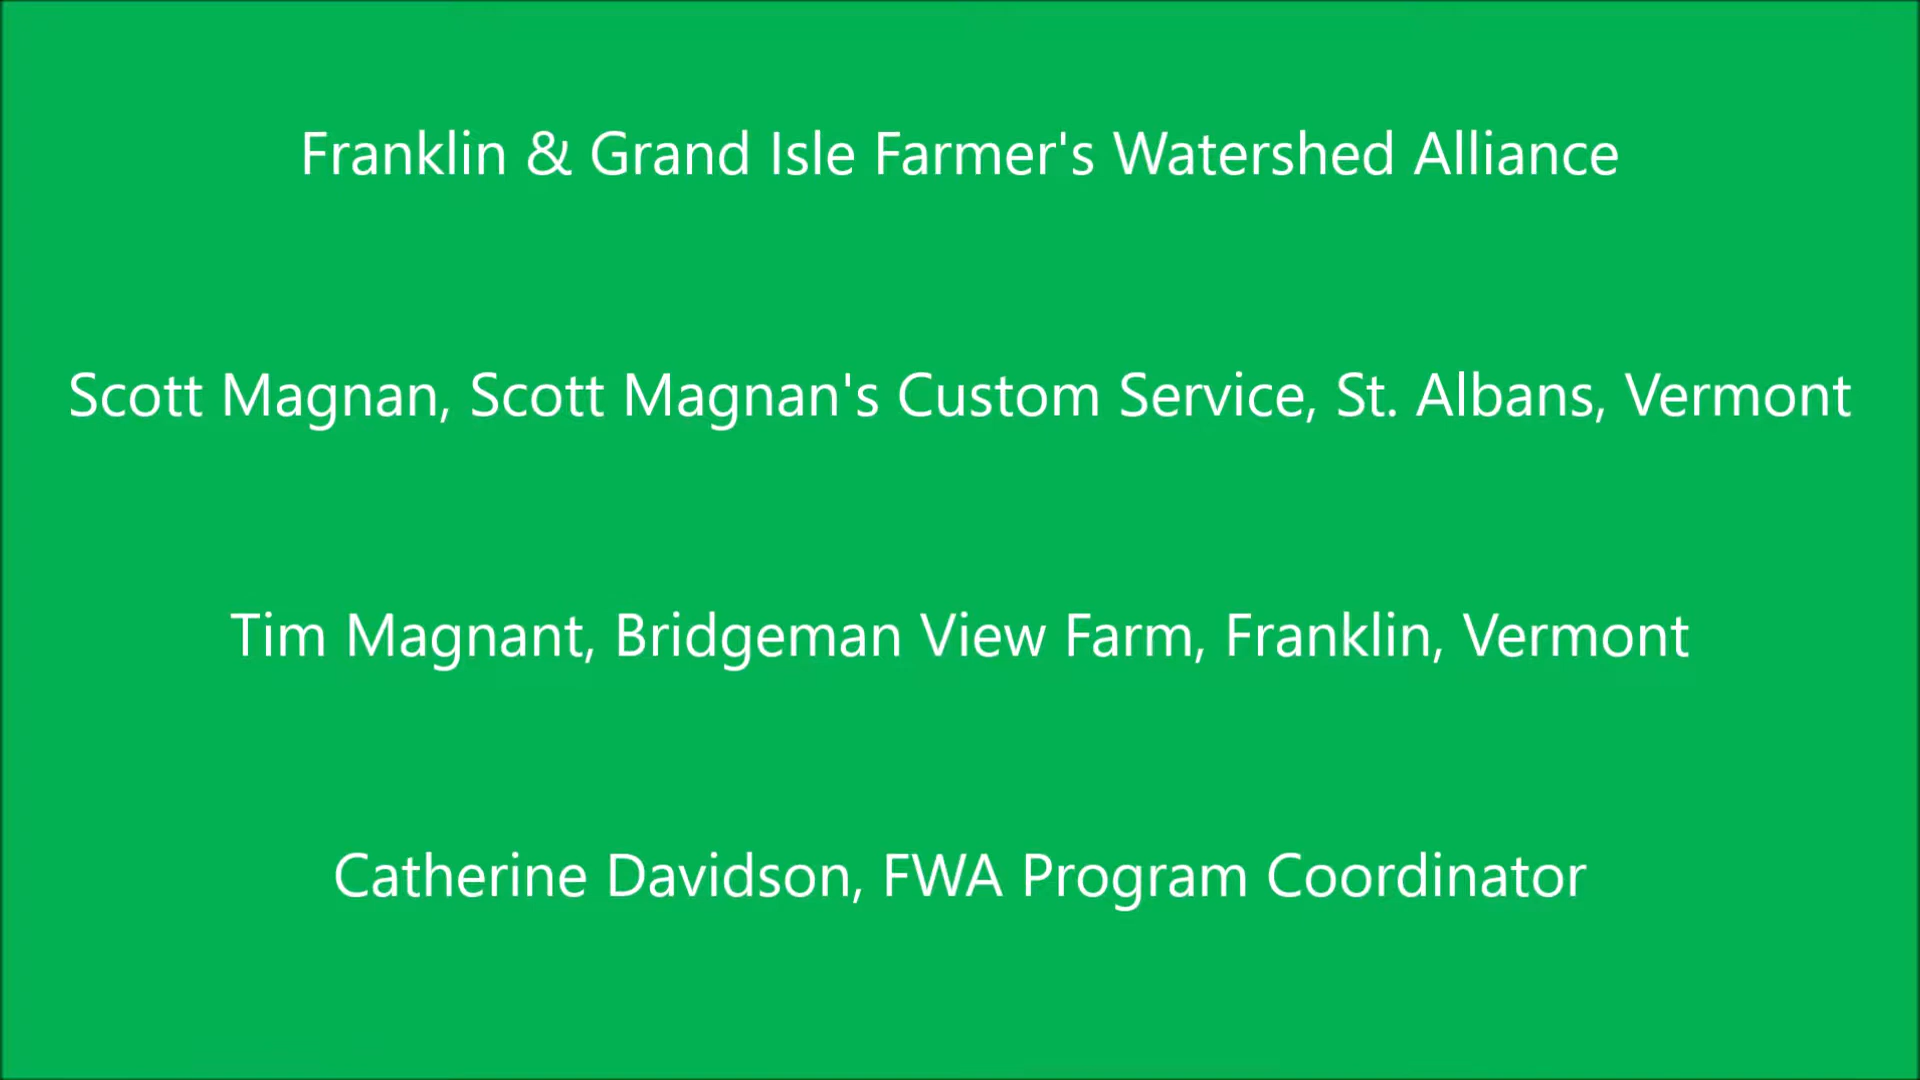 Franklin & Grand Isle Farmer's Watershed Alliance
Scott Magnan, Scott Magnan's Custom Service, St. Albans, Vermont
Tim Magnant, Bridgeman View Farm, Franklin, Vermont
Catherine Davidson, FWA Program Coordinator